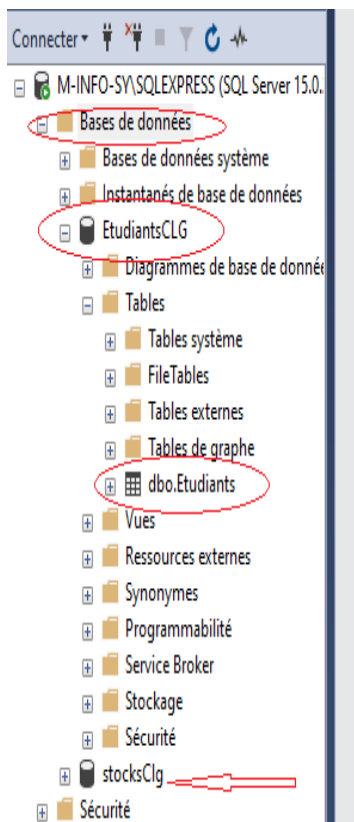 Connecter
M-INFO-SY\SQLEXPRESS (SQL Server 15.0..
Bases de données
Bases de données système
Instantanés de base de données
EtudiantsCLG
Diagrammes de base de donnée
Tables
Tables système
FileTables
Tables externes
Tables de graphe
dbo.Etudiants
Vues
Ressources externes
Synonymes
Programmabilité
Service Broker
Stockage
Sécurité
stocksClg
Sécurité